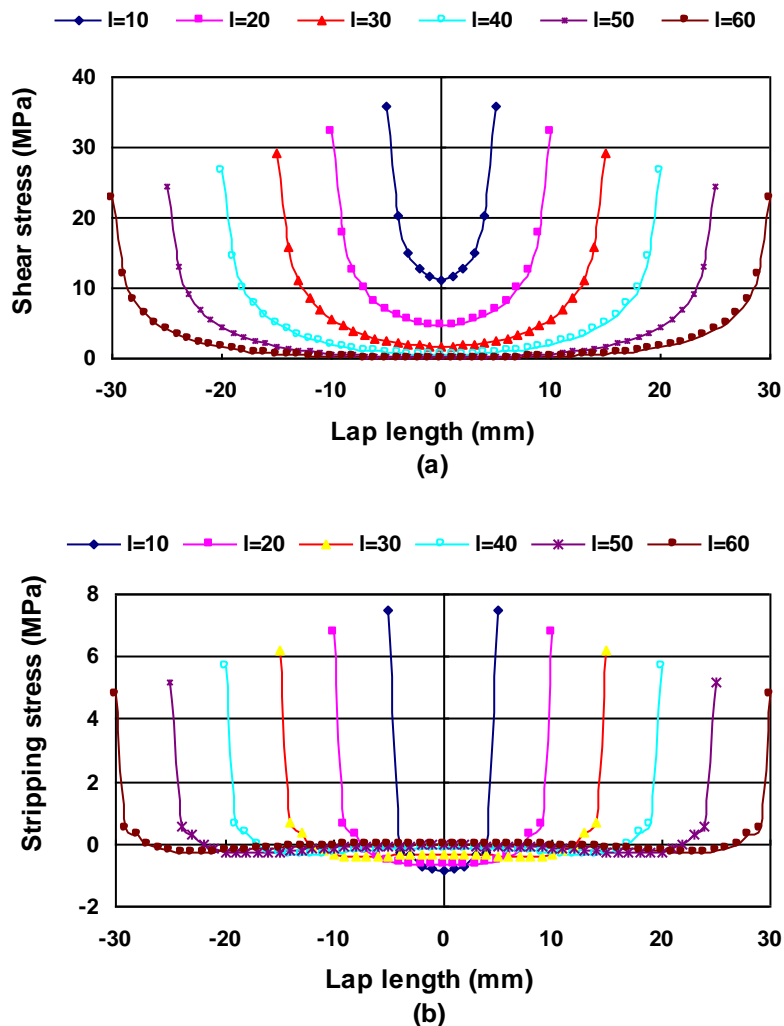 l=10 l=20 l=30 l=40 l=50 l=60
40
30
20
10
0
Shear stress (MPa)
-30 -20 -10 0 10 20 30
Lap length (mm)
(a)
l=10 l=20 l=30 l=40 l=50 l=60
8
6
4
2
0
-2
Stripping stress (MPa)
-30 -20 -10 0 10 20 30
Lap length (mm)
(b)